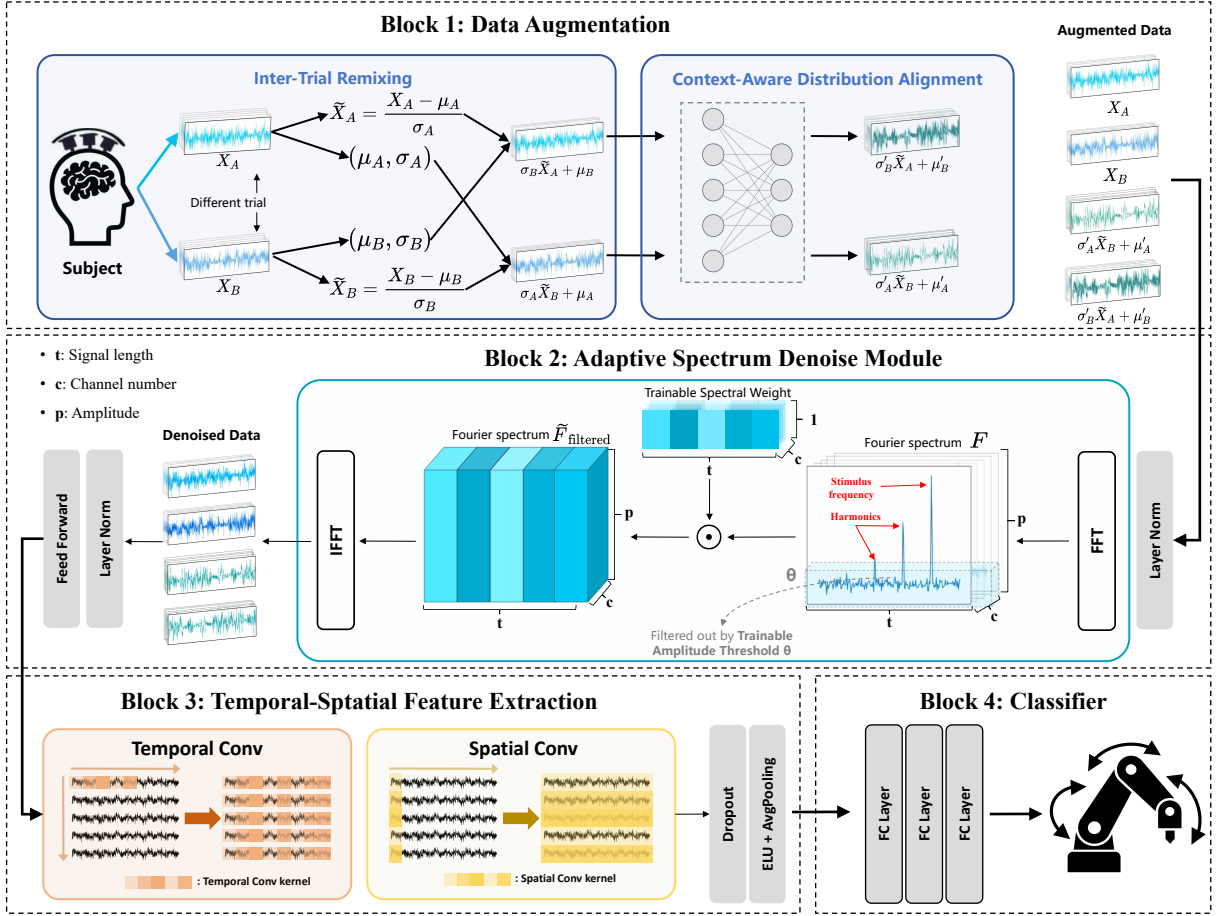 Block 1: Data Augmentation
Inter-Trial Remixing
Context-Aware Distribution Alignment
Augmented Data
Subject
X_A
Different trial
X_B
X̃_A = (X_A − μ_A) / σ_A
(μ_A, σ_A)
(μ_B, σ_B)
X̃_B = (X_B − μ_B) / σ_B
σ_B X̃_A + μ_B
σ_A X̃_B + μ_A
σ′_B X̃_A + μ′_B
σ′_A X̃_B + μ′_A
X_A
X_B
σ′_A X̃_B + μ′_A
σ′_B X̃_A + μ′_B
Block 2: Adaptive Spectrum Denoise Module
• t: Signal length
• c: Channel number
• p: Amplitude
Denoised Data
Feed Forward
Layer Norm
IFFT
Fourier spectrum F̃_filtered
p
c
t
Trainable Spectral Weight
1
c
t
Fourier spectrum F
Stimulus
frequency
Harmonics
θ
p
c
t
Filtered out by Trainable
Amplitude Threshold θ
FFT
Layer Norm
Block 3: Temporal-Sptatial Feature Extraction
Temporal Conv
: Temporal Conv kernel
Spatial Conv
: Spatial Conv kernel
Dropout
ELU + AvgPooling
Block 4: Classifier
FC Layer
FC Layer
FC Layer